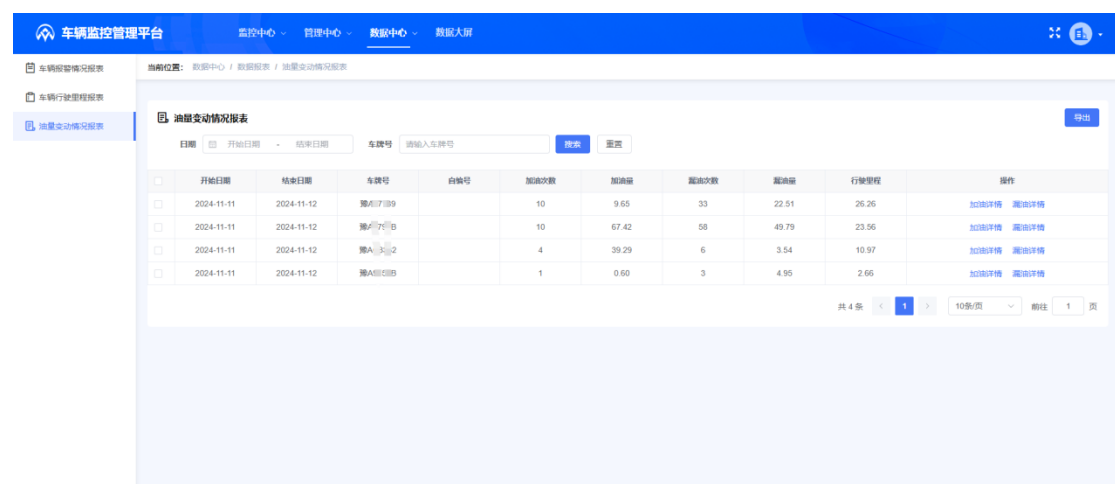 车辆监控管理平台 监控中心 管理中心 数据中心 数据大屏
车辆报警情况报表
车辆行驶里程报表
油量变动情况报表
当前位置: 数据中心 / 数据报表 / 油量变动情况报表
油量变动情况报表 导出
日期 开始日期 - 结束日期 车牌号 请输入车牌号 搜索 重置
开始日期 结束日期 车牌号 自编号 加油次数 加油量 漏油次数 漏油量 行驶里程 操作
2024-11-11 2024-11-12 10 9.65 33 22.51 26.26 加油详情 漏油详情
2024-11-11 2024-11-12 10 67.42 58 49.79 23.56 加油详情 漏油详情
2024-11-11 2024-11-12 4 39.29 6 3.54 10.97 加油详情 漏油详情
2024-11-11 2024-11-12 1 0.60 3 4.95 2.66 加油详情 漏油详情
共 4 条 1 10条/页 前往 1 页